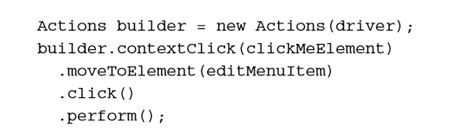 Actions builder = new Actions(driver);
builder.contextClick(clickMeElement)
  .moveToElement(editMenuItem)
  .click()
  .perform();